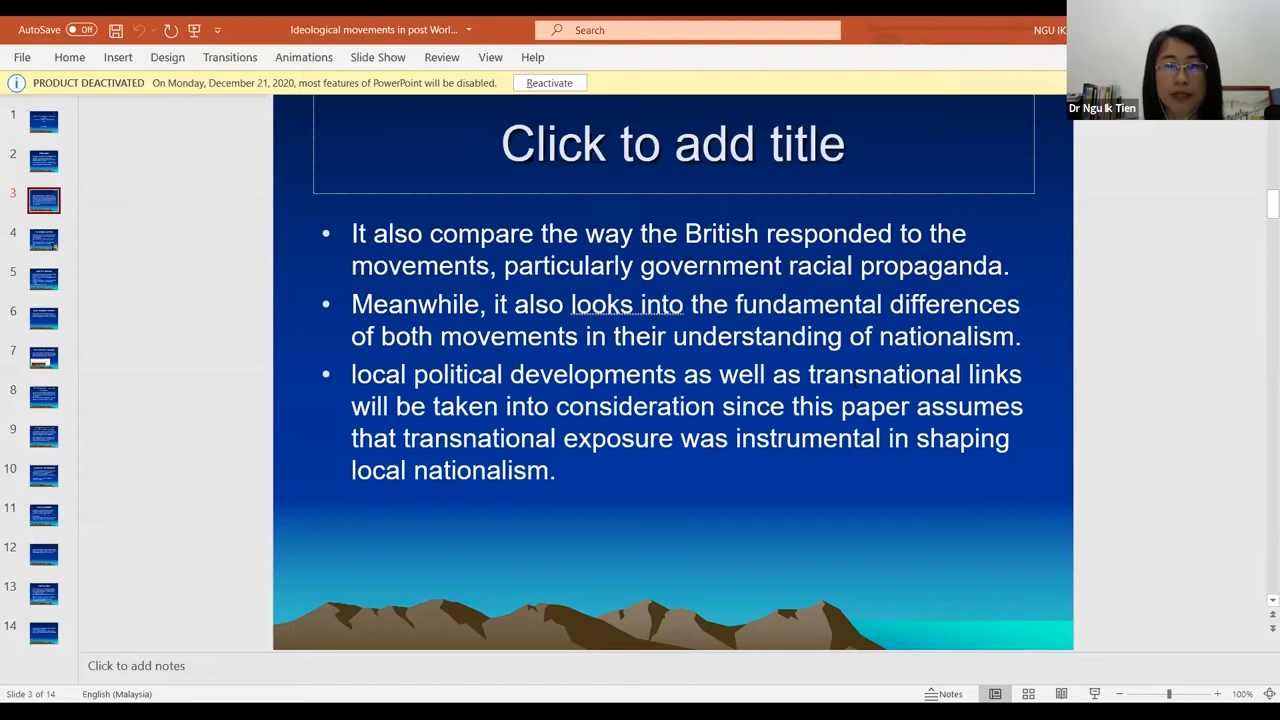 AutoSave Off Ideological movements in post Worl... Search NGU IK
File Home Insert Design Transitions Animations Slide Show Review View Help
PRODUCT DEACTIVATED On Monday, December 21, 2020, most features of PowerPoint will be disabled. Reactivate
Dr Ngu Ik Tien
1
2
3
4
5
6
7
8
9
10
11
12
13
14
Click to add title
• It also compare the way the British responded to the
movements, particularly government racial propaganda.
• Meanwhile, it also looks into the fundamental differences
of both movements in their understanding of nationalism.
• local political developments as well as transnational links
will be taken into consideration since this paper assumes
that transnational exposure was instrumental in shaping
local nationalism.
Click to add notes
Slide 3 of 14 English (Malaysia) Notes 100%